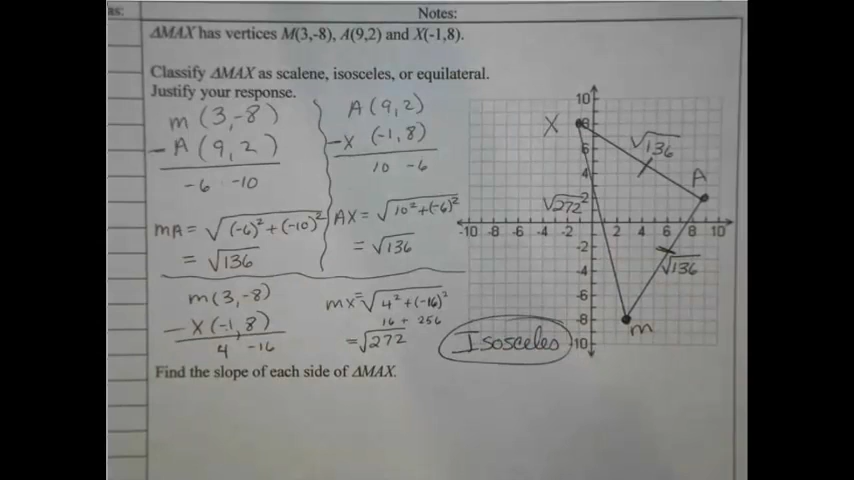 as:
Notes:
ΔMAX has vertices M(3,-8), A(9,2) and X(-1,8).
Classify ΔMAX as scalene, isosceles, or equilateral.
Justify your response.
m (3,-8)
- A (9, 2)
-6 -10
mA = √(-6)² + (-10)²
= √136
A (9, 2)
- X (-1, 8)
10 -6
AX = √10² + (-6)²
= √136
m (3, -8)
- X (-1, 8)
4 -16
mx = √4² + (-16)²
16 + 256
= √272
Isosceles
X
√136
A
√272
√136
m
10
8
6
4
2
-10 -8 -6 -4 -2 2 4 6 8 10
-2
-4
-6
-8
-10
Find the slope of each side of ΔMAX.